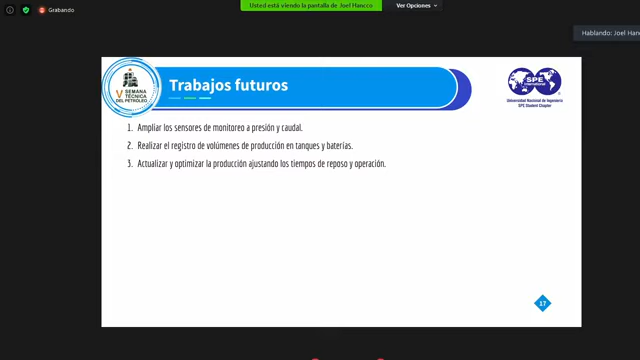 Grabando
Usted está viendo la pantalla de Joel Hancco
Ver Opciones
Hablando: Joel Han
V SEMANA
TÉCNICA
DEL PETRÓLEO
Trabajos futuros
SPE
International
Universidad Nacional de Ingeniería
SPE Student Chapter
1. Ampliar los sensores de monitoreo a presión y caudal.
2. Realizar el registro de volúmenes de producción en tanques y baterías.
3. Actualizar y optimizar la producción ajustando los tiempos de reposo y operación.
17